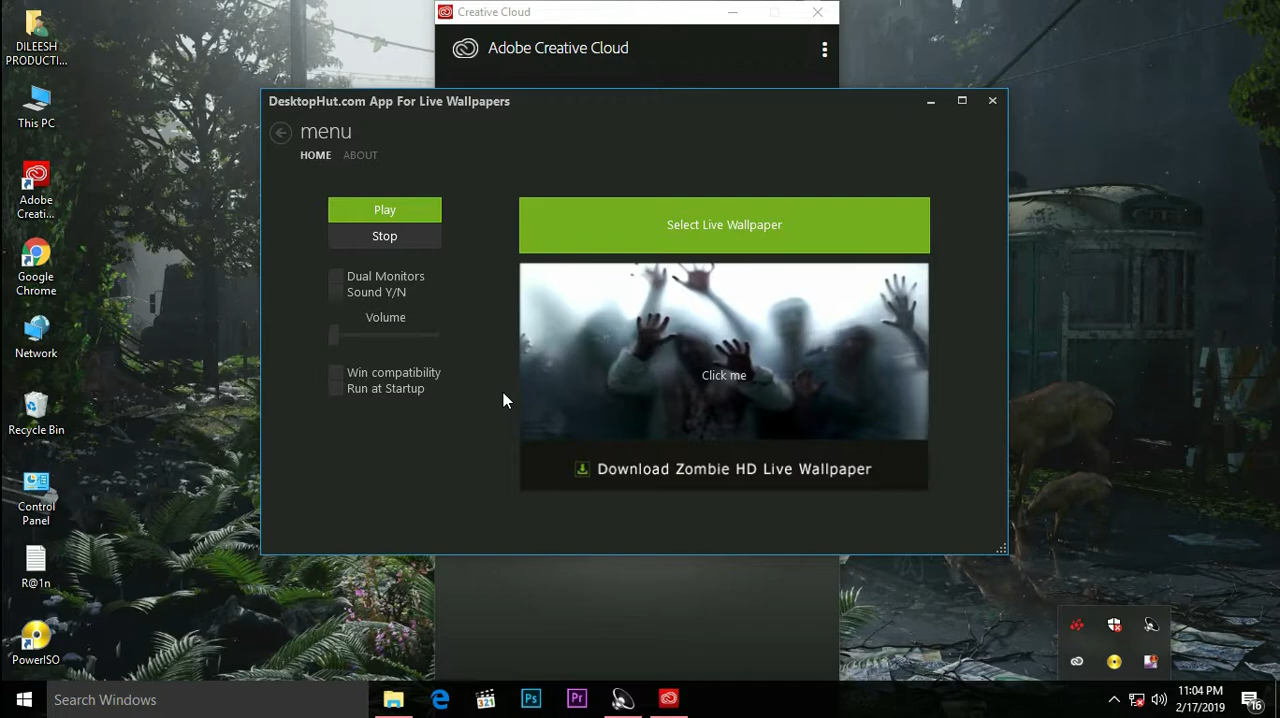 DILEESH
PRODUCTI...
This PC
Adobe
Creati...
Google
Chrome
Network
Recycle Bin
Control
Panel
R@1n
PowerISO
Creative Cloud
Adobe Creative Cloud
DesktopHut.com App For Live Wallpapers
menu
HOME ABOUT
Play
Stop
Dual Monitors
Sound Y/N
Volume
Win compatibility
Run at Startup
Select Live Wallpaper
Click me
Download Zombie HD Live Wallpaper
Search Windows
321
Ps
Pr
11:04 PM
2/17/2019
16